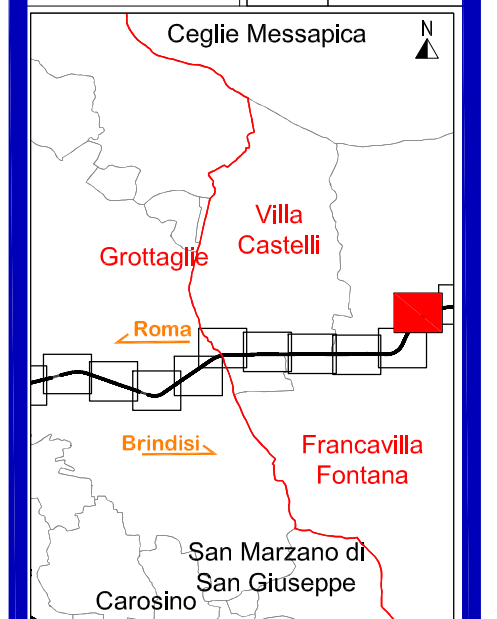 Ceglie Messapica
N
Villa
Castelli
Grottaglie
Roma
Brindisi
Francavilla
Fontana
San Marzano di
San Giuseppe
Carosino